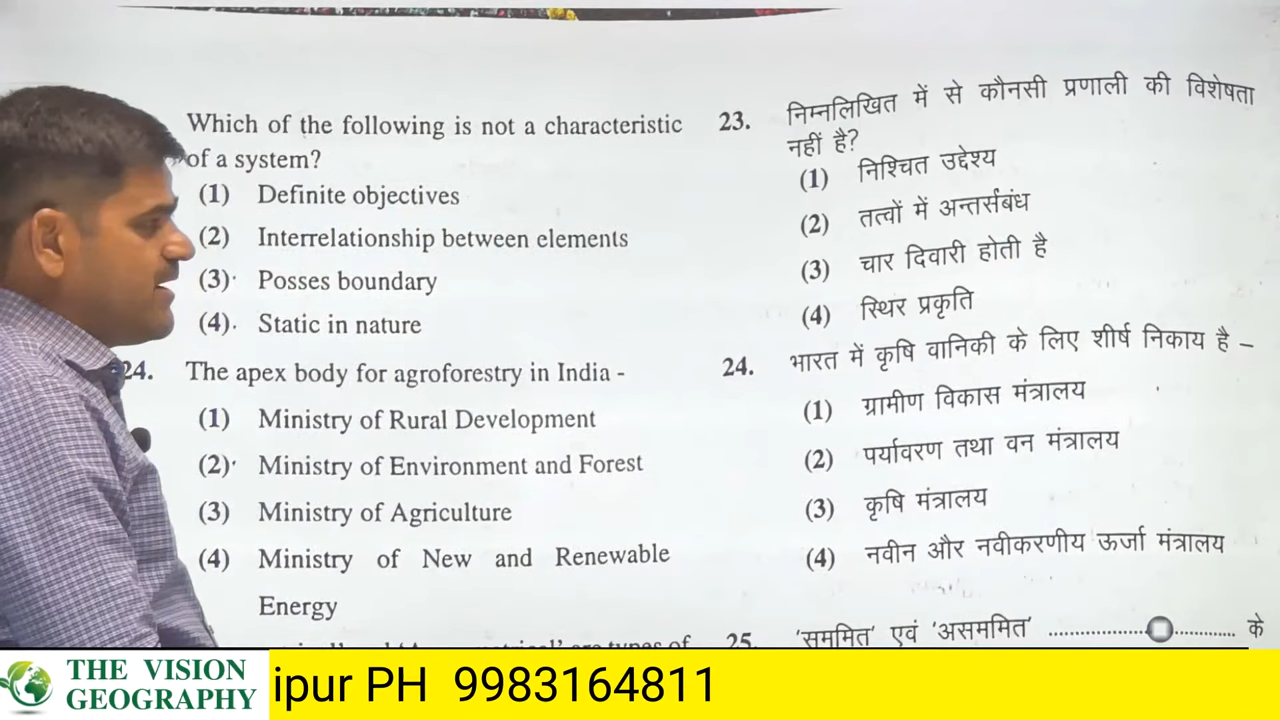 Which of the following is not a characteristic
of a system?
(1) Definite objectives
(2) Interrelationship between elements
(3) Posses boundary
(4) Static in nature
24. The apex body for agroforestry in India -
(1) Ministry of Rural Development
(2) Ministry of Environment and Forest
(3) Ministry of Agriculture
(4) Ministry of New and Renewable
Energy
types of
23. निम्नलिखित में से कौनसी प्रणाली की विशेषता
नहीं है?
(1) निश्चित उद्देश्य
(2) तत्वों में अन्तर्संबंध
(3) चार दिवारी होती है
(4) स्थिर प्रकृति
24. भारत में कृषि वानिकी के लिए शीर्ष निकाय है –
(1) ग्रामीण विकास मंत्रालय
(2) पर्यावरण तथा वन मंत्रालय
(3) कृषि मंत्रालय
(4) नवीन और नवीकरणीय ऊर्जा मंत्रालय
25. 'सममित' एवं 'असममित' ............................ के
THE VISION
GEOGRAPHY
ipur PH 9983164811